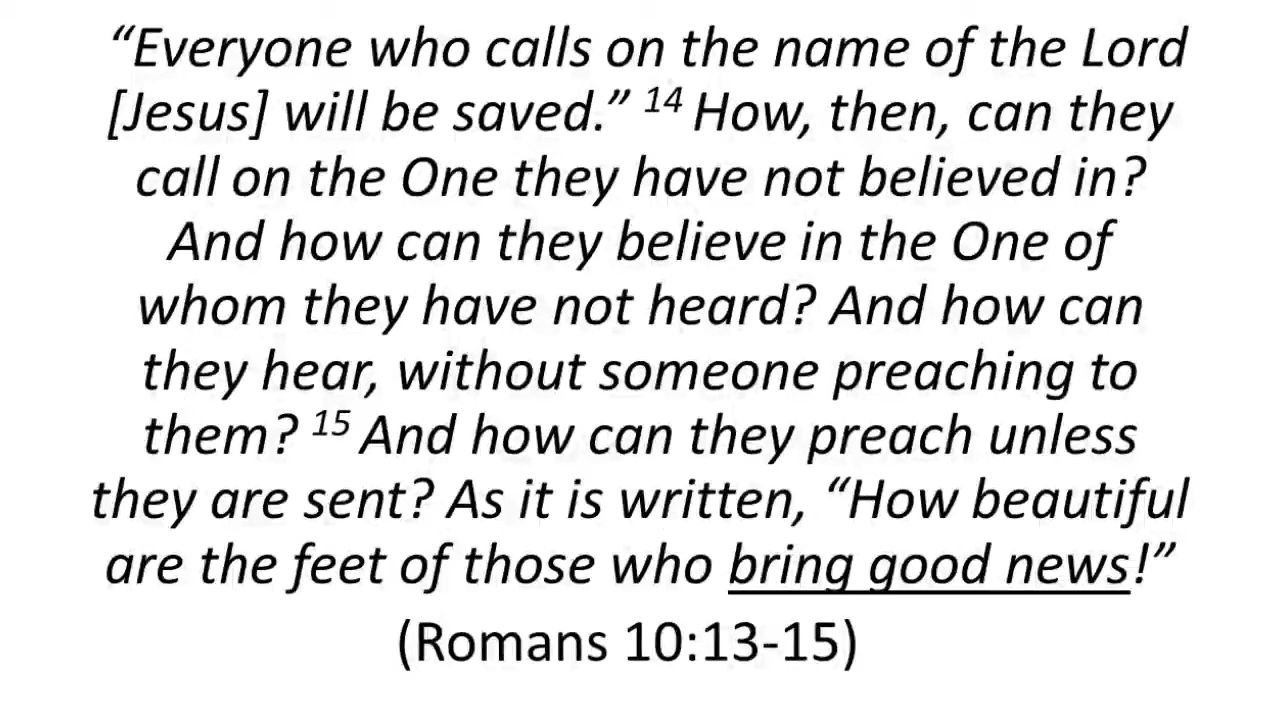 “Everyone who calls on the name of the Lord
[Jesus] will be saved.” 14 How, then, can they
call on the One they have not believed in?
And how can they believe in the One of
whom they have not heard? And how can
they hear, without someone preaching to
them? 15 And how can they preach unless
they are sent? As it is written, “How beautiful
are the feet of those who bring good news!”
(Romans 10:13-15)